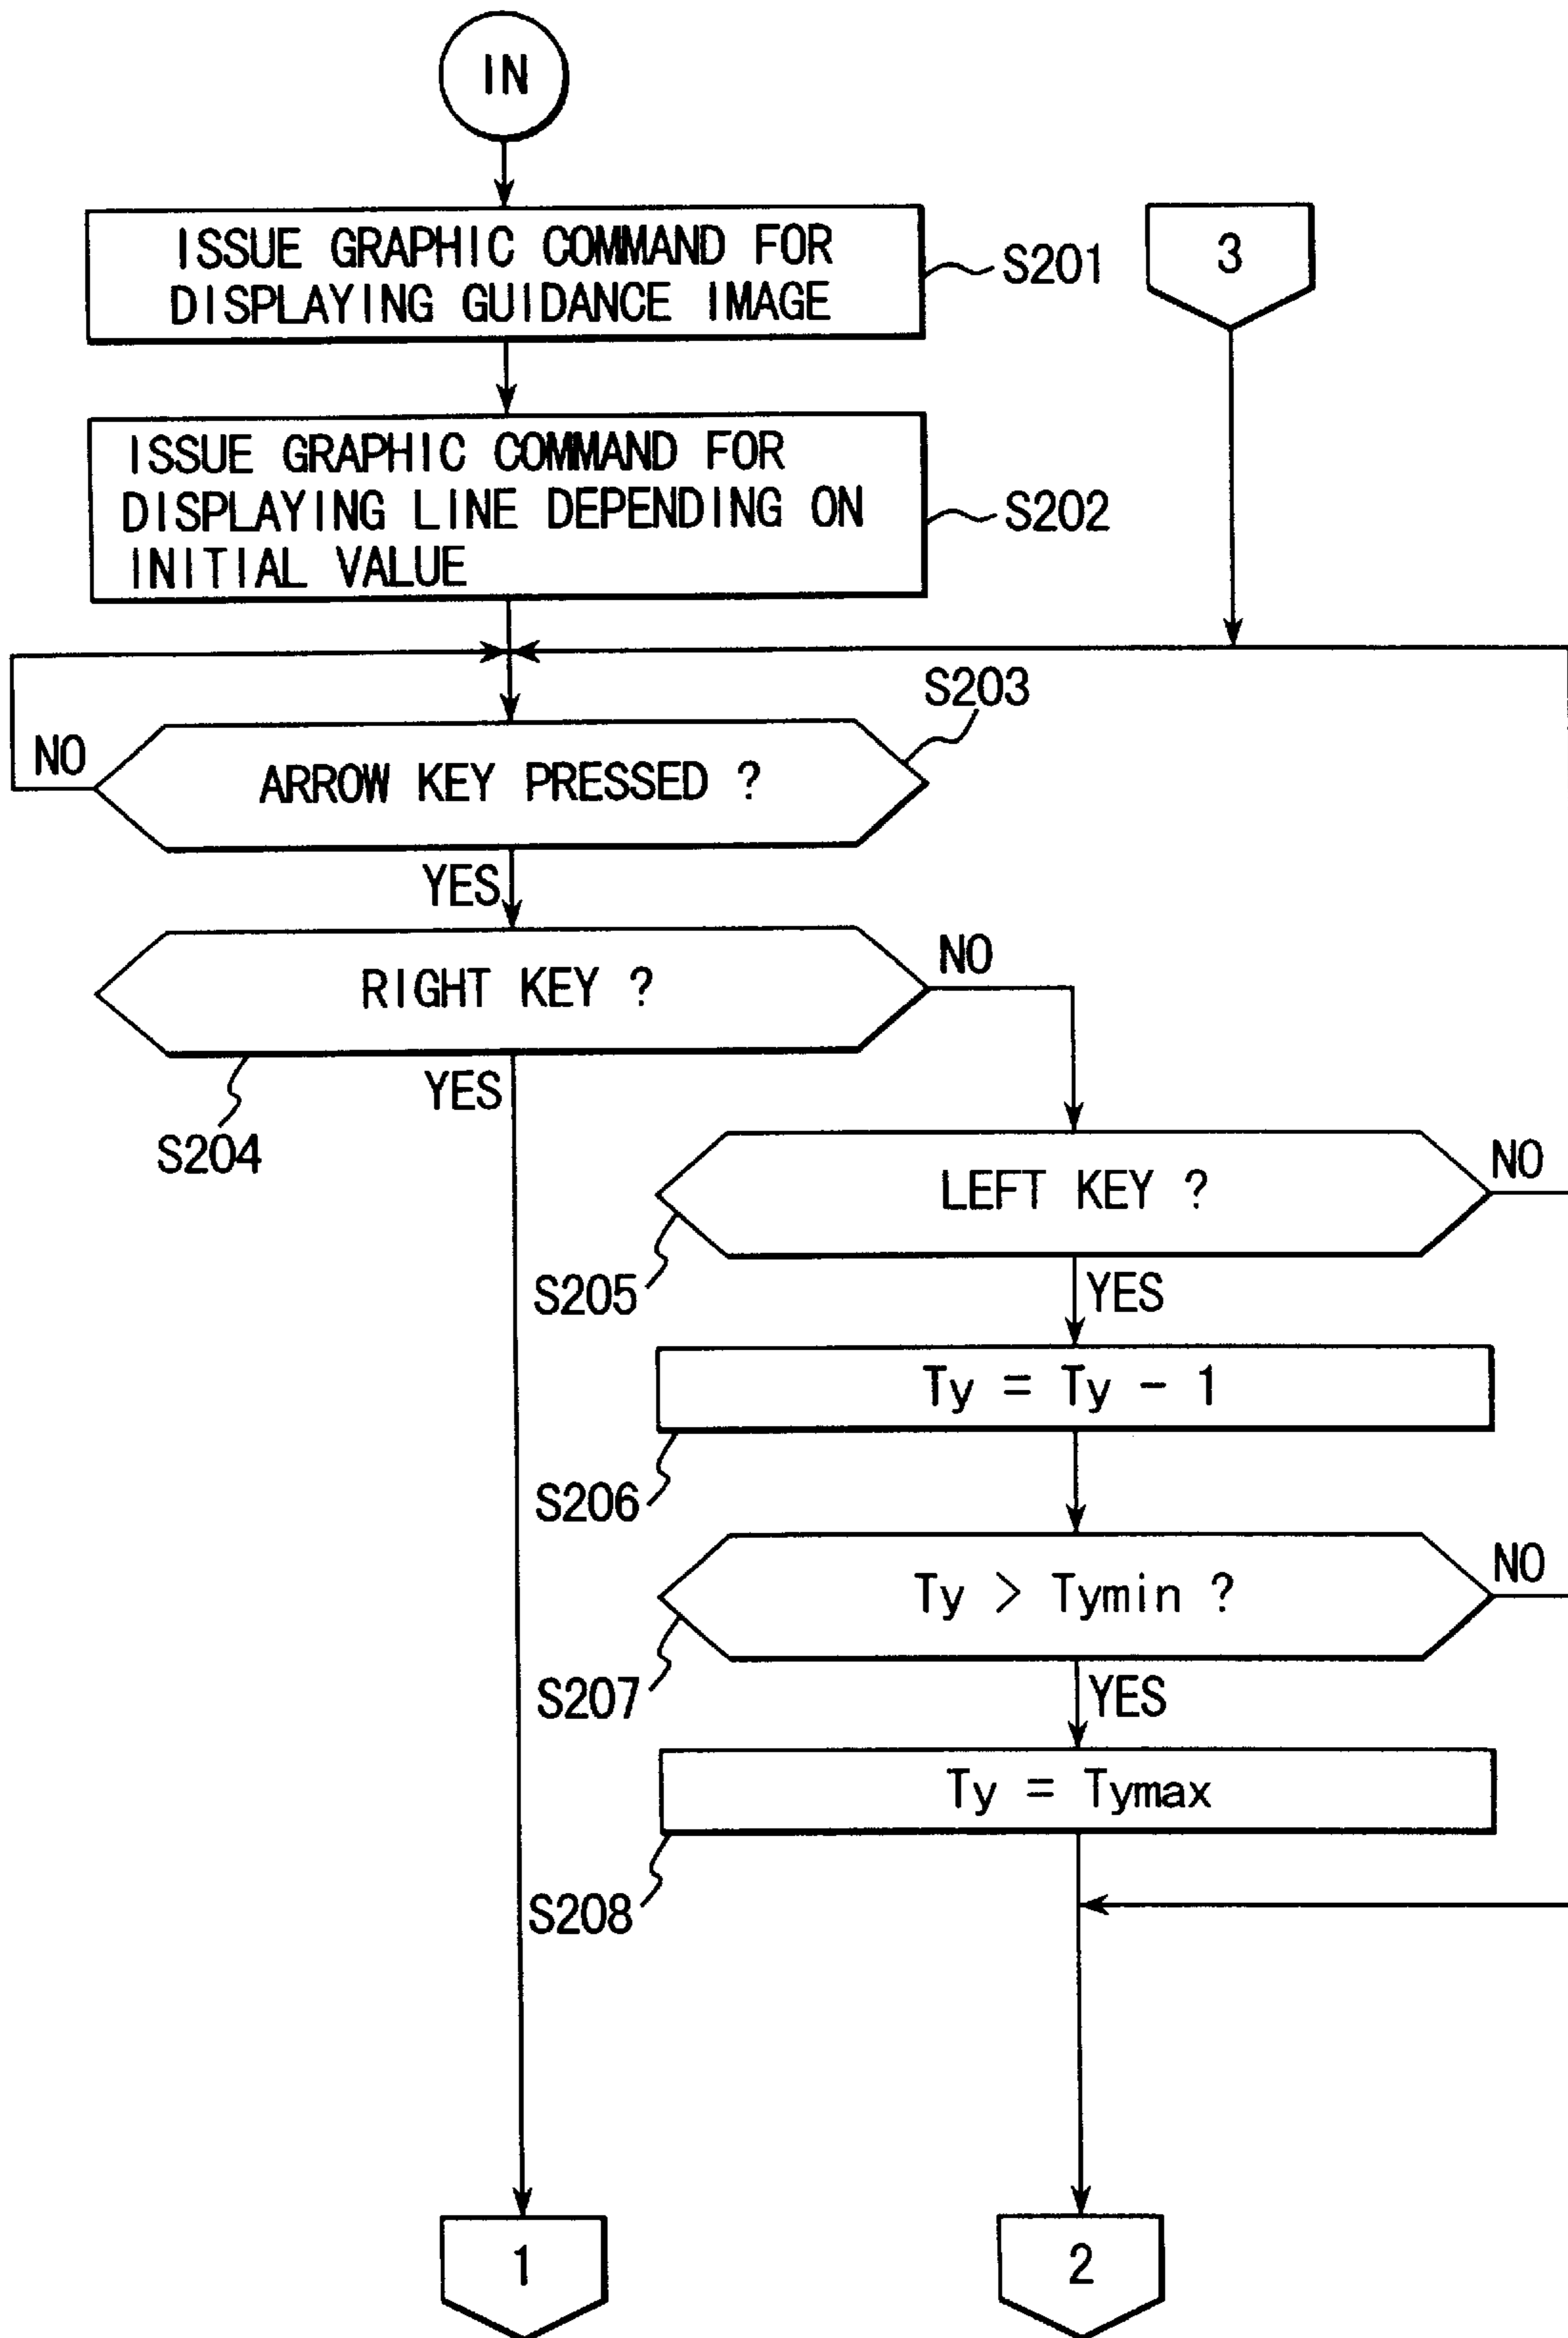 IN
ISSUE GRAPHIC COMMAND FOR
DISPLAYING GUIDANCE IMAGE
S201
3
ISSUE GRAPHIC COMMAND FOR
DISPLAYING LINE DEPENDING ON
INITIAL VALUE
S202
S203
NO
ARROW KEY PRESSED ?
YES
RIGHT KEY ?
NO
YES
S204
LEFT KEY ?
NO
S205
YES
Ty = Ty - 1
S206
Ty > Tymin ?
NO
S207
YES
Ty = Tymax
S208
1
2